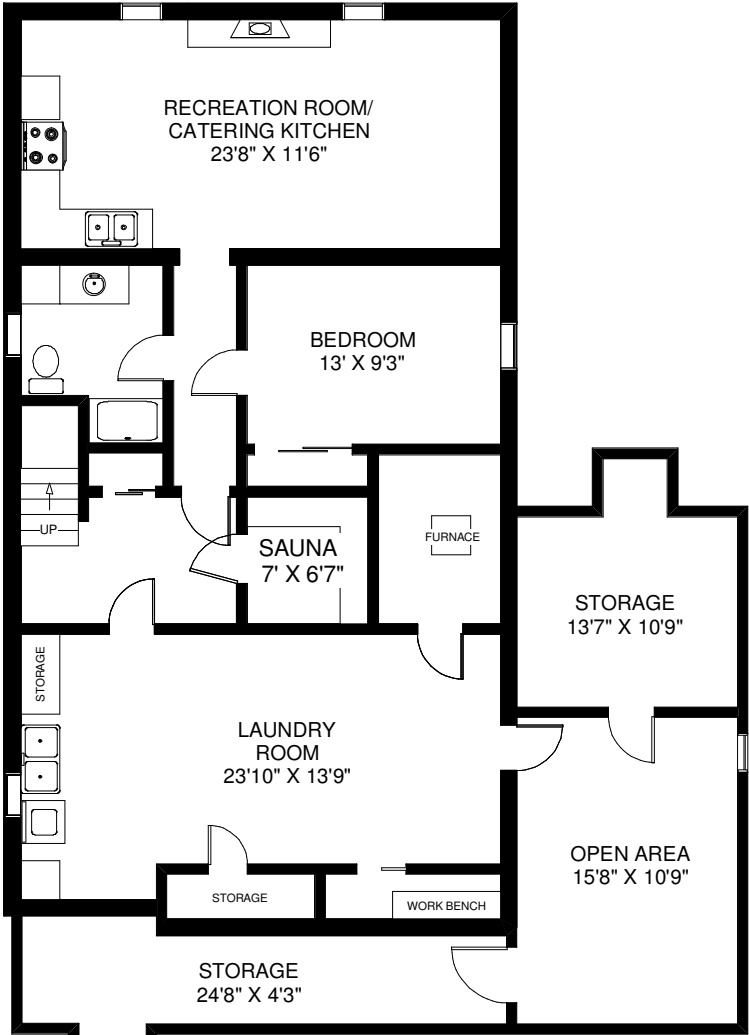 RECREATION ROOM/
CATERING KITCHEN
23'8" X 11'6"
BEDROOM
13' X 9'3"
UP
SAUNA
7' X 6'7"
FURNACE
STORAGE
13'7" X 10'9"
STORAGE
LAUNDRY
ROOM
23'10" X 13'9"
OPEN AREA
15'8" X 10'9"
STORAGE
WORK BENCH
STORAGE
24'8" X 4'3"